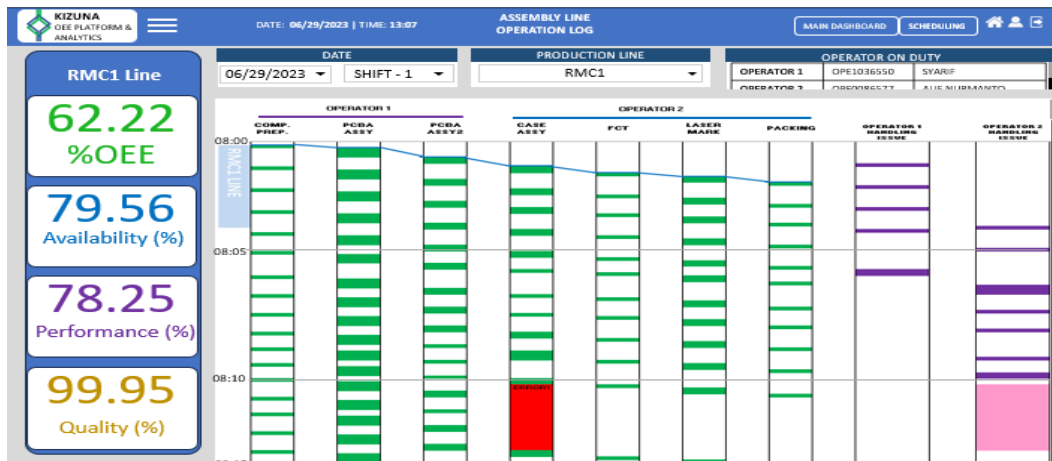 KIZUNA
OEE PLATFORM &
ANALYTICS
DATE: 06/29/2023 | TIME: 13:07
ASSEMBLY LINE
OPERATION LOG
MAIN DASHBOARD
SCHEDULING
RMC1 Line
62.22
%OEE
79.56
Availability (%)
78.25
Performance (%)
99.95
Quality (%)
DATE
06/29/2023
SHIFT - 1
PRODUCTION LINE
RMC1
OPERATOR ON DUTY
OPERATOR 1 OPE1036550 SYARIF
OPERATOR 1
OPERATOR 2
COMP. PREP.
PCBA ASSY
PCBA ASSY2
CASE ASSY
FCT
LASER MARK
PACKING
OPERATOR 1 HANDLING ISSUE
OPERATOR 2 HANDLING ISSUE
08:00
RMC1 LINE
08:05
08:10
ERROR1